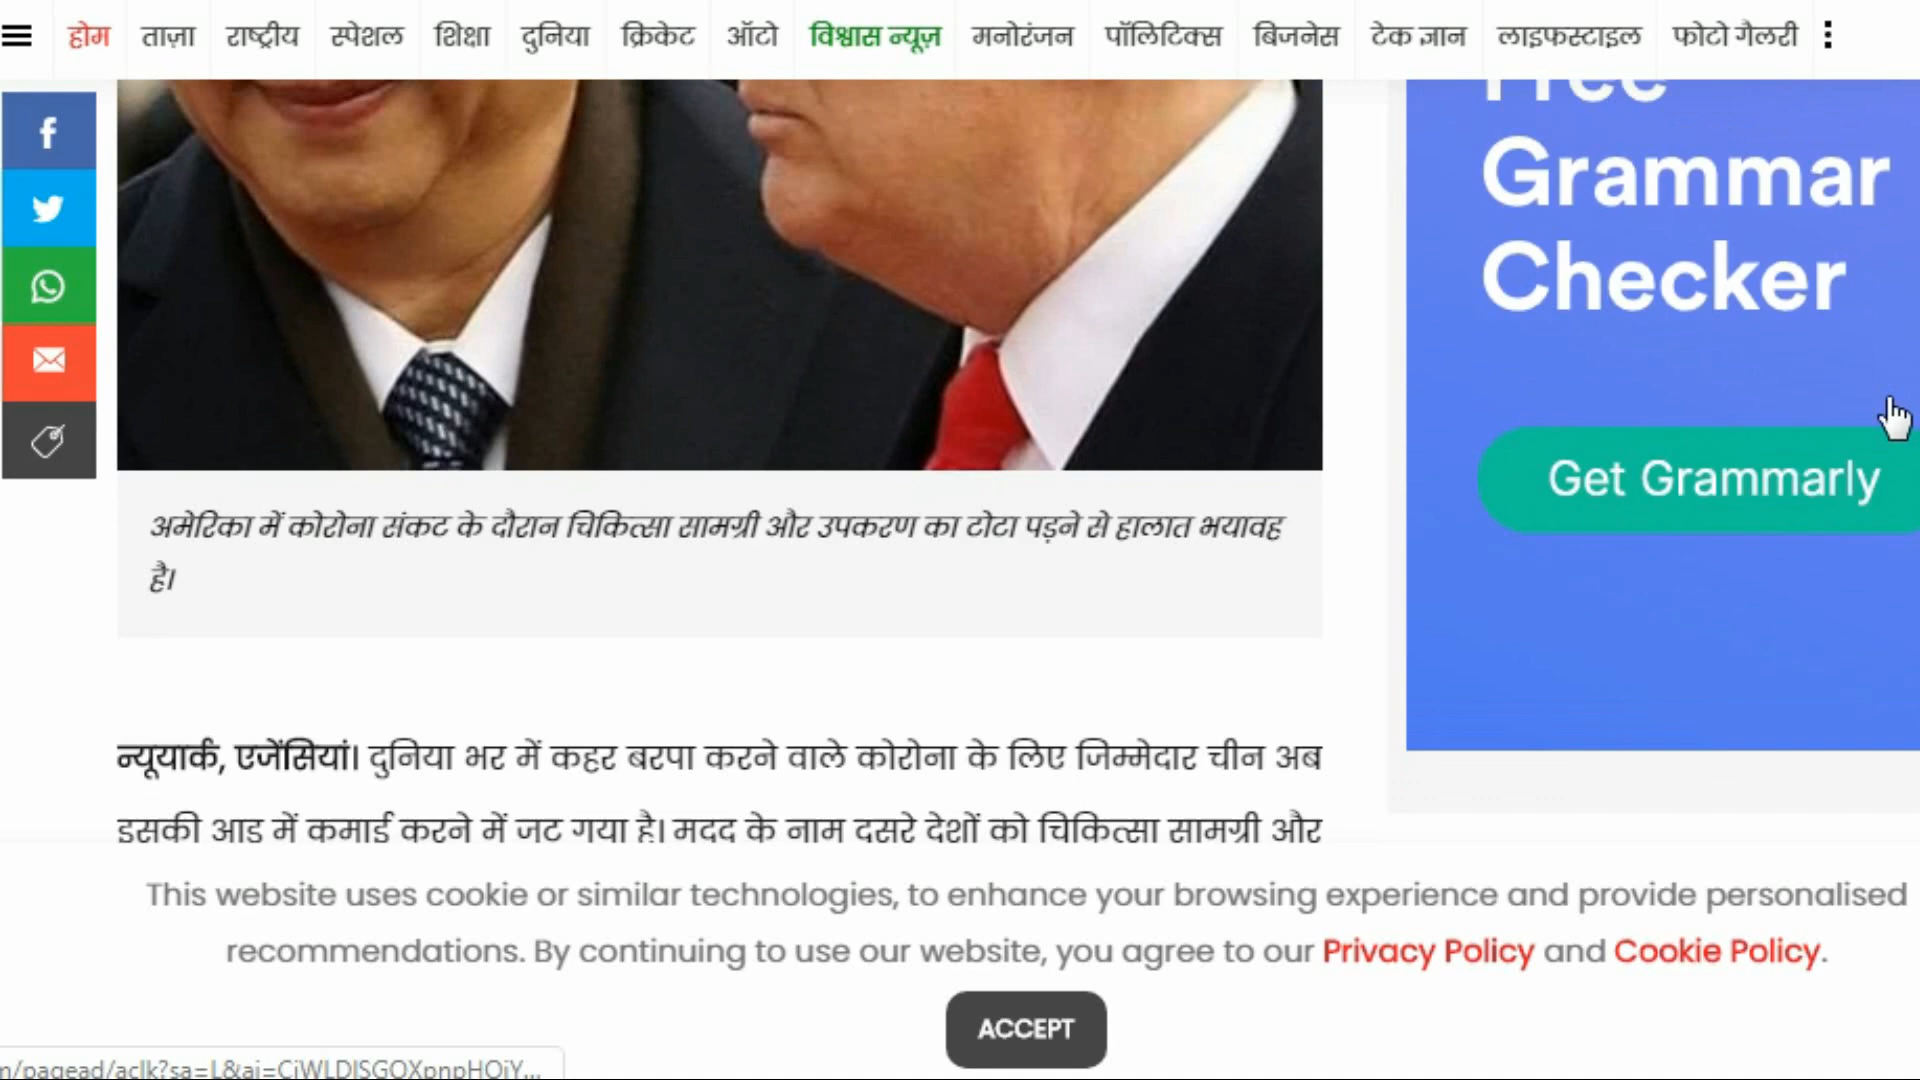 होम ताज़ा राष्ट्रीय स्पेशल शिक्षा दुनिया क्रिकेट ऑटो विश्वास न्यूज़ मनोरंजन पॉलिटिक्स बिजनेस टेक ज्ञान लाइफस्टाइल फोटो गैलरी
Free
Grammar
Checker
Get Grammarly
अमेरिका में कोरोना संकट के दौरान चिकित्सा सामग्री और उपकरण का टोटा पड़ने से हालात भयावह
है।
न्यूयार्क, एजेंसियां। दुनिया भर में कहर बरपा करने वाले कोरोना के लिए जिम्मेदार चीन अब
इसकी आड़ में कमाई करने में जुट गया है। मदद के नाम दूसरे देशों को चिकित्सा सामग्री और
This website uses cookie or similar technologies, to enhance your browsing experience and provide personalised
recommendations. By continuing to use our website, you agree to our Privacy Policy and Cookie Policy.
ACCEPT